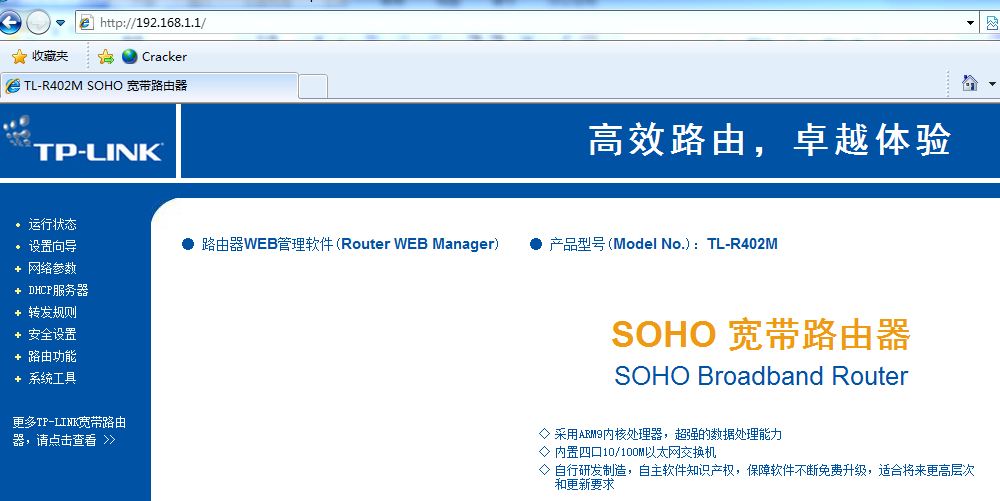 http://192.168.1.1/
收藏夹 Cracker
TL-R402M SOHO 宽带路由器
TP-LINK
高效路由，卓越体验
运行状态
设置向导
网络参数
DHCP服务器
转发规则
安全设置
路由功能
系统工具
更多TP-LINK宽带路由
器，请点击查看 >>
路由器WEB管理软件(Router WEB Manager)
产品型号(Model No.)：TL-R402M
SOHO 宽带路由器
SOHO Broadband Router
◇ 采用ARM9内核处理器，超强的数据处理能力
◇ 内置四口10/100M以太网交换机
◇ 自行研发制造，自主软件知识产权，保障软件不断免费升级，适合将来更高层次
和更新要求